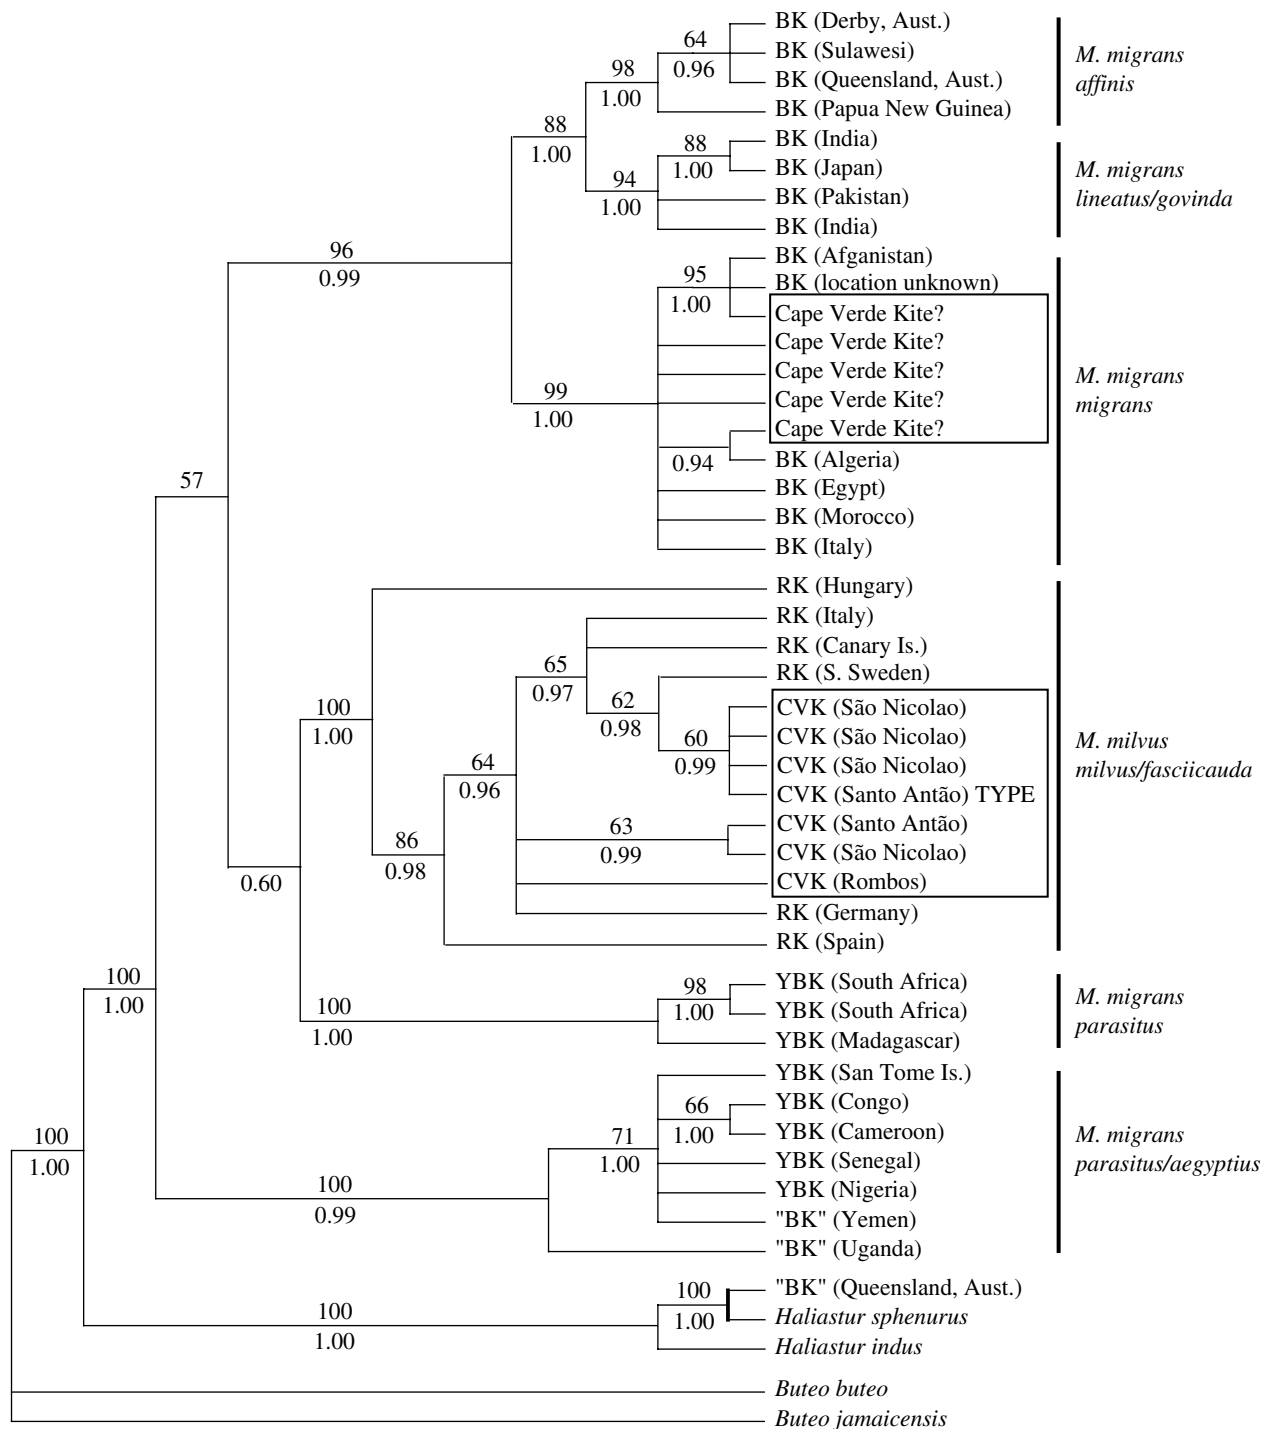 BK (Derby, Aust.)
64
BK (Sulawesi)
0.96
98
BK (Queensland, Aust.)
1.00
BK (Papua New Guinea)
M. migrans
affinis
88
1.00
BK (India)
88
BK (Japan)
1.00
94
BK (Pakistan)
1.00
BK (India)
M. migrans
lineatus/govinda
96
0.99
BK (Afganistan)
95
BK (location unknown)
1.00
Cape Verde Kite?
Cape Verde Kite?
Cape Verde Kite?
Cape Verde Kite?
99
1.00
Cape Verde Kite?
0.94
BK (Algeria)
BK (Egypt)
BK (Morocco)
BK (Italy)
M. migrans
migrans
57
RK (Hungary)
RK (Italy)
RK (Canary Is.)
65
0.97
RK (S. Sweden)
62
0.98
100
1.00
CVK (São Nicolao)
CVK (São Nicolao)
60
0.99
CVK (São Nicolao)
CVK (Santo Antão) TYPE
64
0.96
CVK (Santo Antão)
63
0.99
CVK (São Nicolao)
86
0.98
CVK (Rombos)
RK (Germany)
RK (Spain)
M. milvus
milvus/fasciicauda
0.60
100
1.00
YBK (South Africa)
98
1.00
YBK (South Africa)
100
1.00
YBK (Madagascar)
M. migrans
parasitus
YBK (San Tome Is.)
YBK (Congo)
66
1.00
YBK (Cameroon)
71
1.00
YBK (Senegal)
YBK (Nigeria)
100
0.99
"BK" (Yemen)
"BK" (Uganda)
M. migrans
parasitus/aegyptius
100
1.00
"BK" (Queensland, Aust.)
100
1.00
Haliastur sphenurus
100
1.00
Haliastur indus
Buteo buteo
Buteo jamaicensis